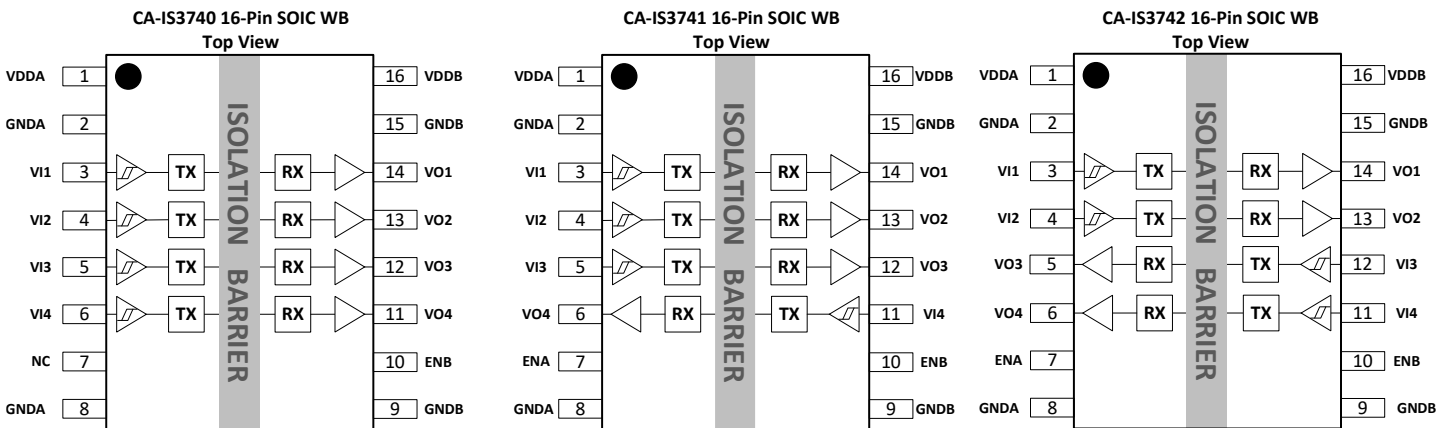 CA-IS3740 16-Pin SOIC WB
Top View
VDDA 1 16 VDDB
GNDA 2 15 GNDB
VI1 3 TX RX 14 VO1
VI2 4 TX RX 13 VO2
VI3 5 TX RX 12 VO3
VI4 6 TX RX 11 VO4
NC 7 10 ENB
GNDA 8 9 GNDB
ISOLATION BARRIER
CA-IS3741 16-Pin SOIC WB
Top View
VDDA 1 16 VDDB
GNDA 2 15 GNDB
VI1 3 TX RX 14 VO1
VI2 4 TX RX 13 VO2
VI3 5 TX RX 12 VO3
VO4 6 RX TX 11 VI4
ENA 7 10 ENB
GNDA 8 9 GNDB
ISOLATION BARRIER
CA-IS3742 16-Pin SOIC WB
Top View
VDDA 1 16 VDDB
GNDA 2 15 GNDB
VI1 3 TX RX 14 VO1
VI2 4 TX RX 13 VO2
VO3 5 RX TX 12 VI3
VO4 6 RX TX 11 VI4
ENA 7 10 ENB
GNDA 8 9 GNDB
ISOLATION BARRIER